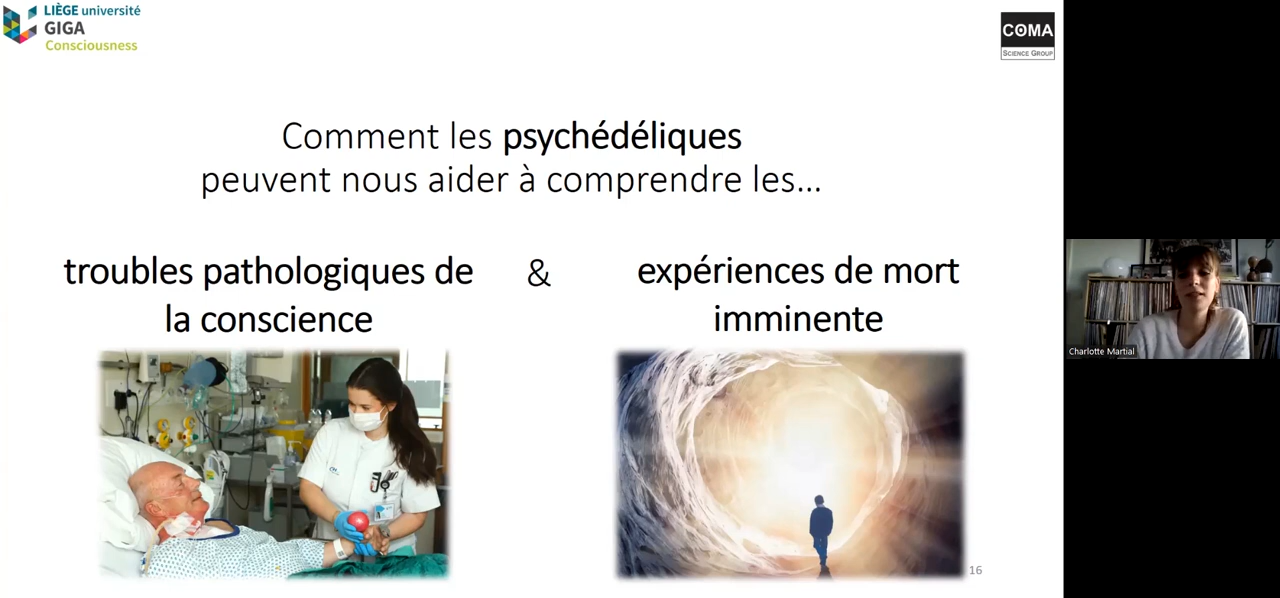 LIÈGE université
GIGA
Consciousness
COMA
SCIENCE GROUP
Comment les psychédéliques
peuvent nous aider à comprendre les...
troubles pathologiques de
la conscience
&
expériences de mort
imminente
16
Charlotte Martial